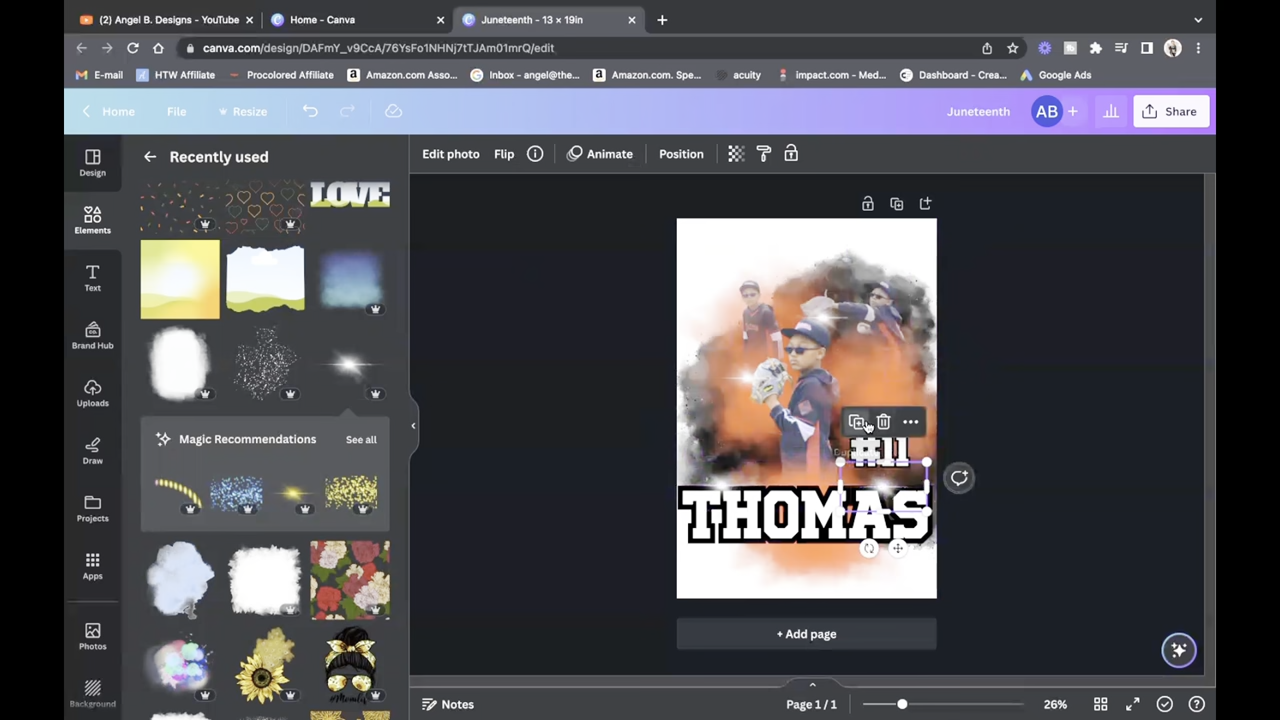 (2) Angel B. Designs - YouTube
Home - Canva
Juneteenth - 13 × 19in
canva.com/design/DAFmY_v9CcA/76YsFo1NHNj7tTJAm01mrQ/edit
E-mail
HTW Affiliate
Procolored Affiliate
Amazon.com Asso...
Inbox - angel@the...
Amazon.com. Spe...
acuity
impact.com - Med...
Dashboard - Crea...
Google Ads
Home
File
Resize
Juneteenth
AB
Share
Design
Elements
Text
Brand Hub
Uploads
Draw
Projects
Apps
Photos
Background
Recently used
LOVE
Magic Recommendations
See all
Edit photo
Flip
Animate
Position
#11
THOMAS
+ Add page
Notes
Page 1 / 1
26%